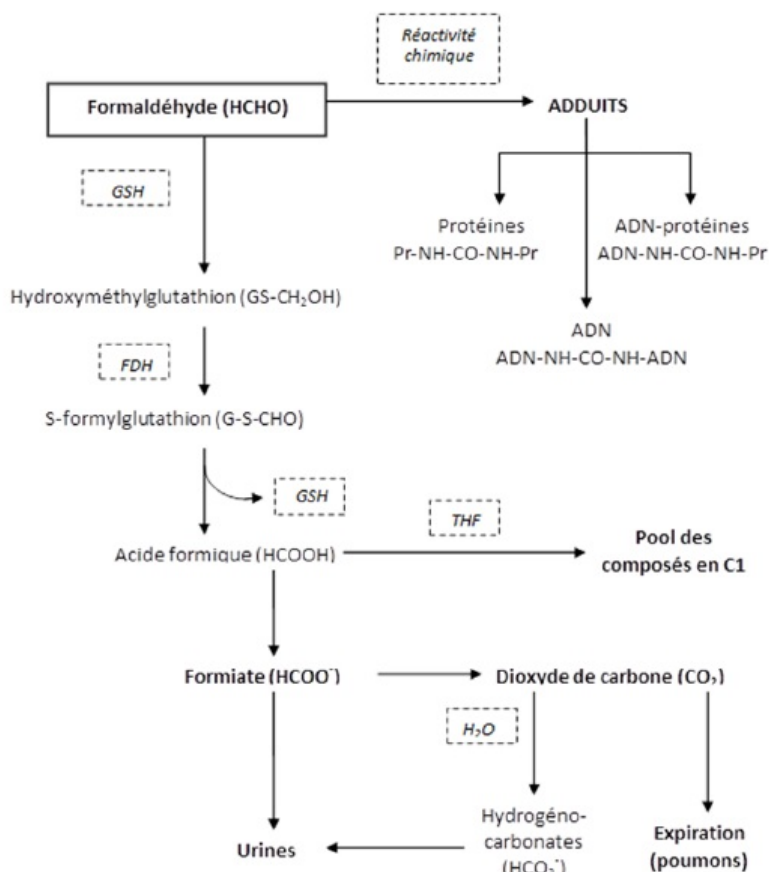 Réactivité
chimique
Formaldéhyde (HCHO)
ADDUITS
GSH
Protéines
Pr-NH-CO-NH-Pr
ADN-protéines
ADN-NH-CO-NH-Pr
Hydroxyméthylglutathion (GS-CH₂OH)
ADN
ADN-NH-CO-NH-ADN
FDH
S-formylglutathion (G-S-CHO)
GSH
THF
Acide formique (HCOOH)
Pool des
composés en C1
Formiate (HCOO⁻)
Dioxyde de carbone (CO₂)
H₂O
Hydrogéno-
carbonates
(HCO₃⁻)
Urines
Expiration
(poumons)